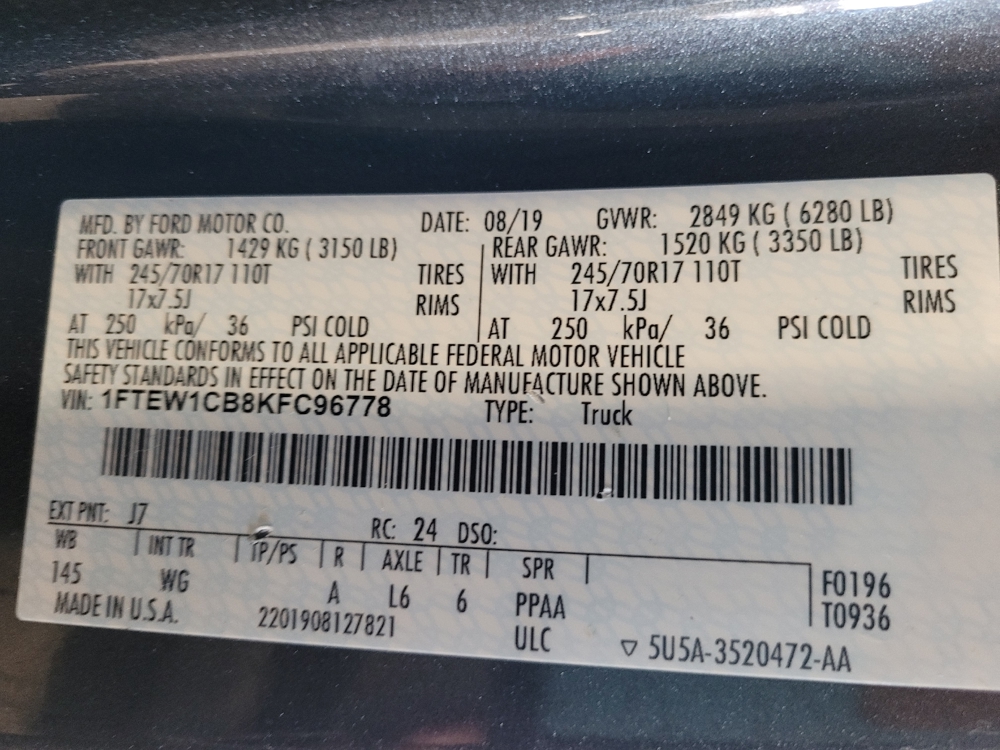 MFD. BY FORD MOTOR CO. DATE: 08/19 GVWR: 2849 KG ( 6280 LB)
FRONT GAWR: 1429 KG ( 3150 LB) REAR GAWR: 1520 KG ( 3350 LB)
WITH 245/70R17 110T TIRES WITH 245/70R17 110T TIRES
17x7.5J RIMS 17x7.5J RIMS
AT 250 kPa/ 36 PSI COLD AT 250 kPa/ 36 PSI COLD
THIS VEHICLE CONFORMS TO ALL APPLICABLE FEDERAL MOTOR VEHICLE
SAFETY STANDARDS IN EFFECT ON THE DATE OF MANUFACTURE SHOWN ABOVE.
VIN: 1FTEW1CB8KFC96778 TYPE: Truck
EXT PNT: J7 RC: 24 DSO:
WB INT TR TP/PS R AXLE TR SPR F0196
145 WG A L6 6 PPAA T0936
MADE IN U.S.A. 2201908127821 ULC ▽ 5U5A-3520472-AA